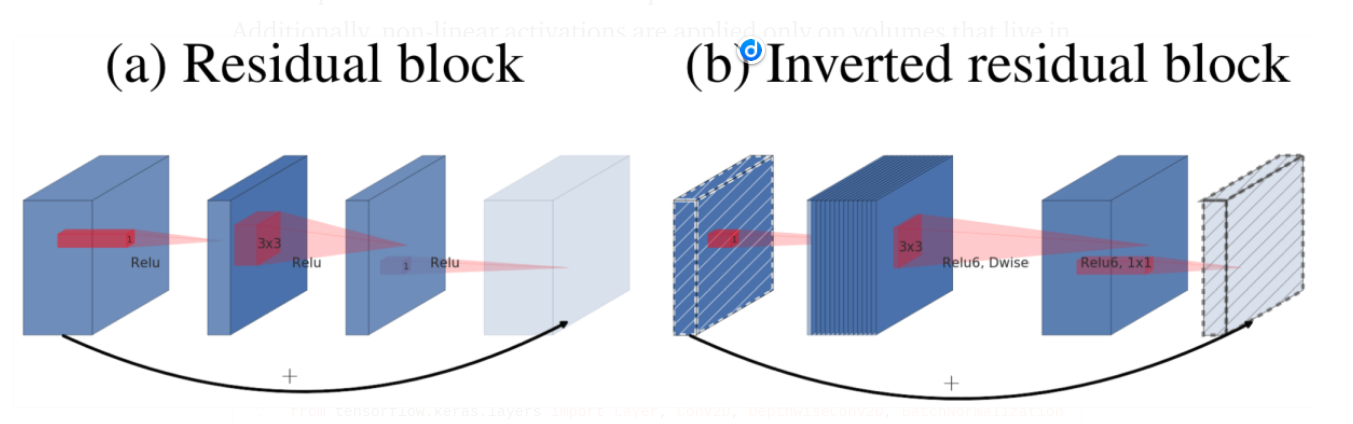 Additionally, non-linear activations are applied only on volumes that live in
(a) Residual block
(b) Inverted residual block
1
Relu
3x3
Relu
1
Relu
+
1
3x3
Relu6, Dwise
Relu6, 1x1
+
from tensorflow.keras.layers import Layer, Conv2D, DepthwiseConv2D, BatchNormalization